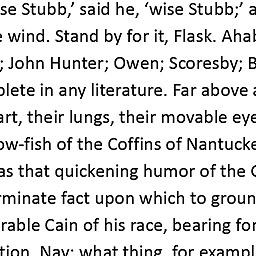 se Stubb,’ said he, ‘wise Stubb;’ a
wind. Stand by for it, Flask. Aha
; John Hunter; Owen; Scoresby; B
plete in any literature. Far above a
art, their lungs, their movable eye
ow-fish of the Coffins of Nantucke
as that quickening humor of the G
rminate fact upon which to groun
rable Cain of his race, bearing for
tion. Nay; what thing, for exampl